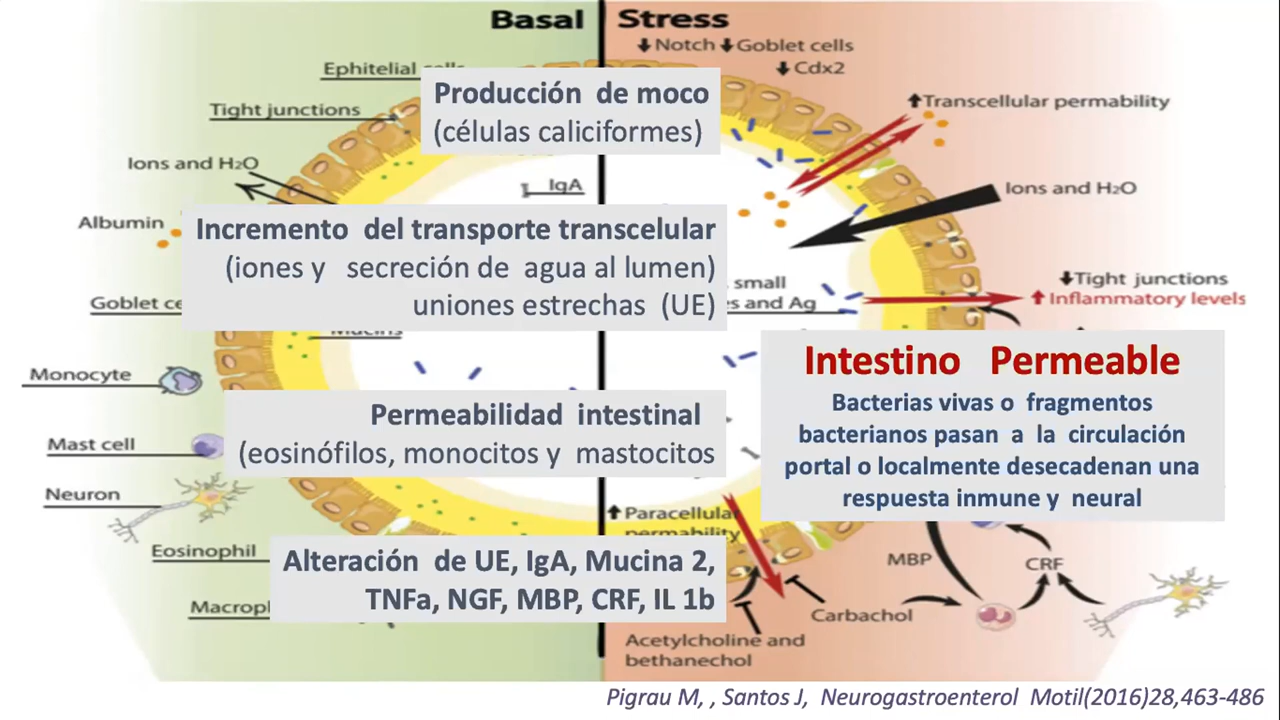 Basal
Stress
Notch Goblet cells
Cdx2
Ephitelial
Tight junctions
Ions and H2O
Albumin
IgA
Monocyte
Mast cell
Neuron
Eosinophil
Producción de moco
(células caliciformes)
Incremento del transporte transcelular
(iones y secreción de agua al lumen)
uniones estrechas (UE)
Permeabilidad intestinal
(eosinófilos, monocitos y mastocitos
Alteración de UE, IgA, Mucina 2,
TNFa, NGF, MBP, CRF, IL 1b
Transcellular permability
Ions and H2O
small
and Ag
Tight junctions
Inflammatory levels
Intestino Permeable
Bacterias vivas o fragmentos
bacterianos pasan a la circulación
portal o localmente desecadenan una
respuesta inmune y neural
Paracellular
permability
MBP
CRF
Carbachol
Acetylcholine and
bethanechol
Pigrau M, , Santos J, Neurogastroenterol Motil(2016)28,463-486